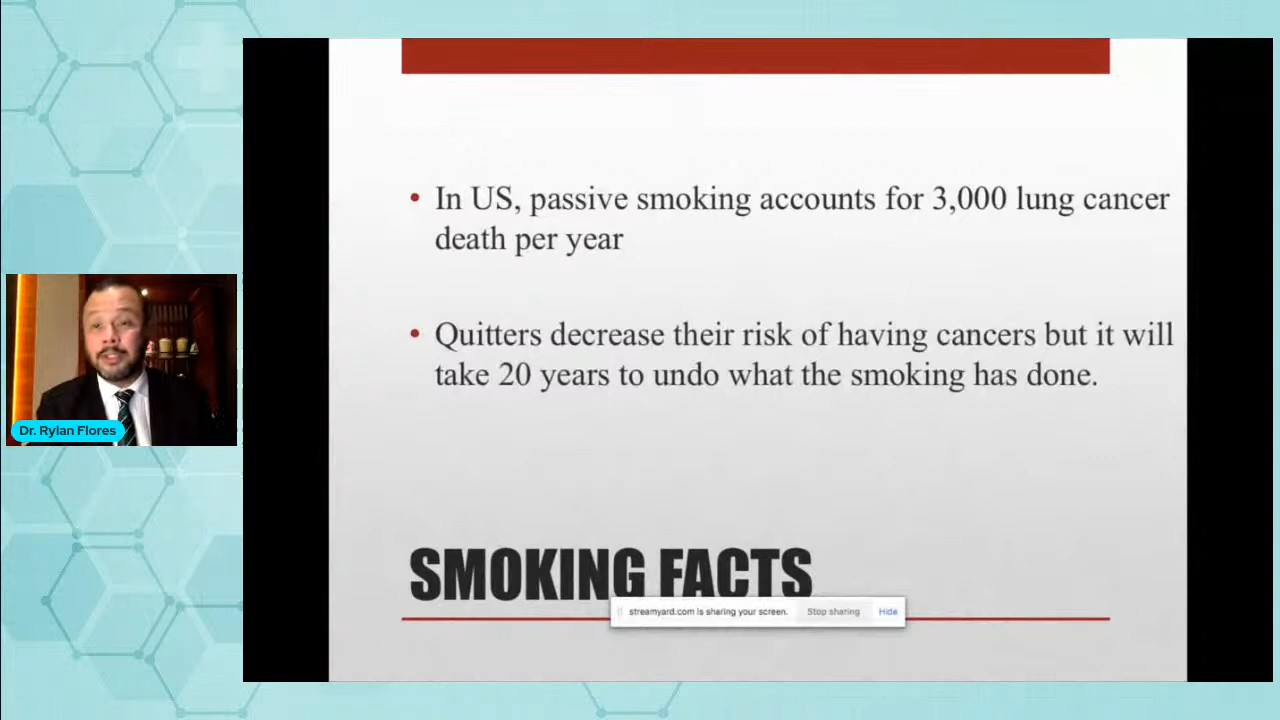 • In US, passive smoking accounts for 3,000 lung cancer
death per year
• Quitters decrease their risk of having cancers but it will
take 20 years to undo what the smoking has done.
Dr. Rylan Flores
SMOKING FACTS
streamyard.com is sharing your screen.
Stop sharing
Hide